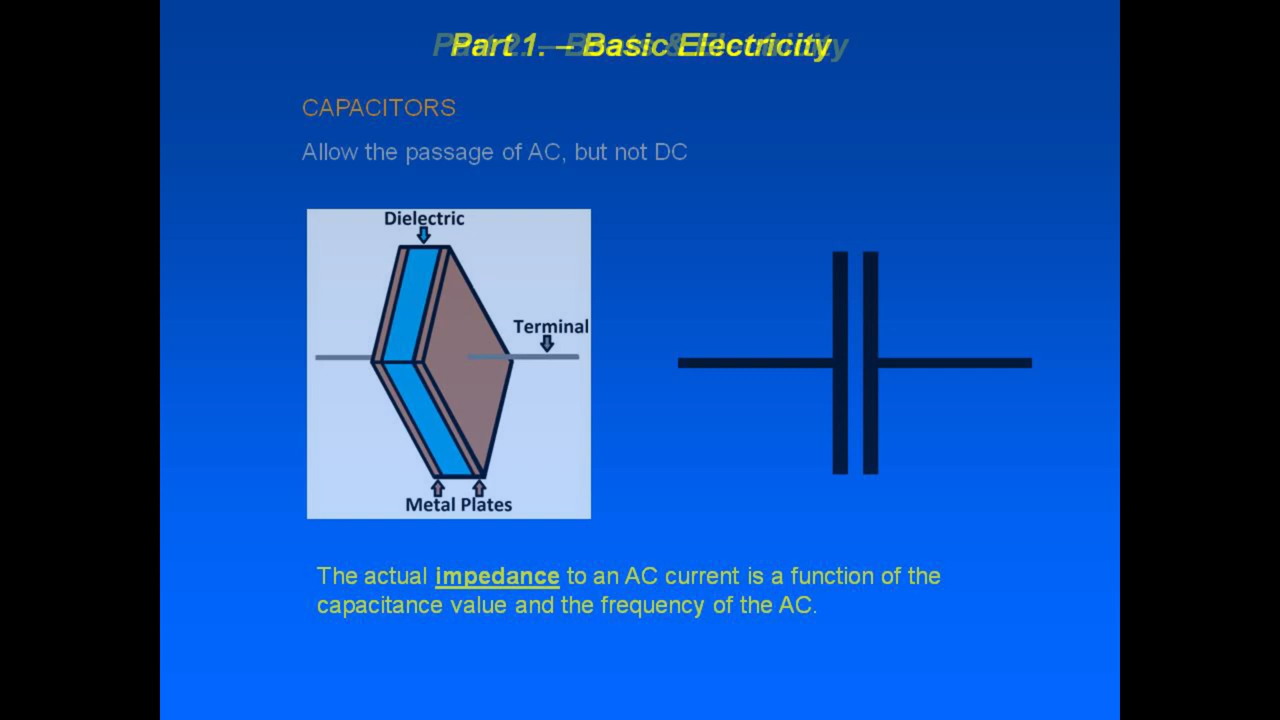 Part 1. – Basic Electricity
CAPACITORS
Allow the passage of AC, but not DC
Dielectric
Terminal
Metal Plates
The actual impedance to an AC current is a function of the
capacitance value and the frequency of the AC.